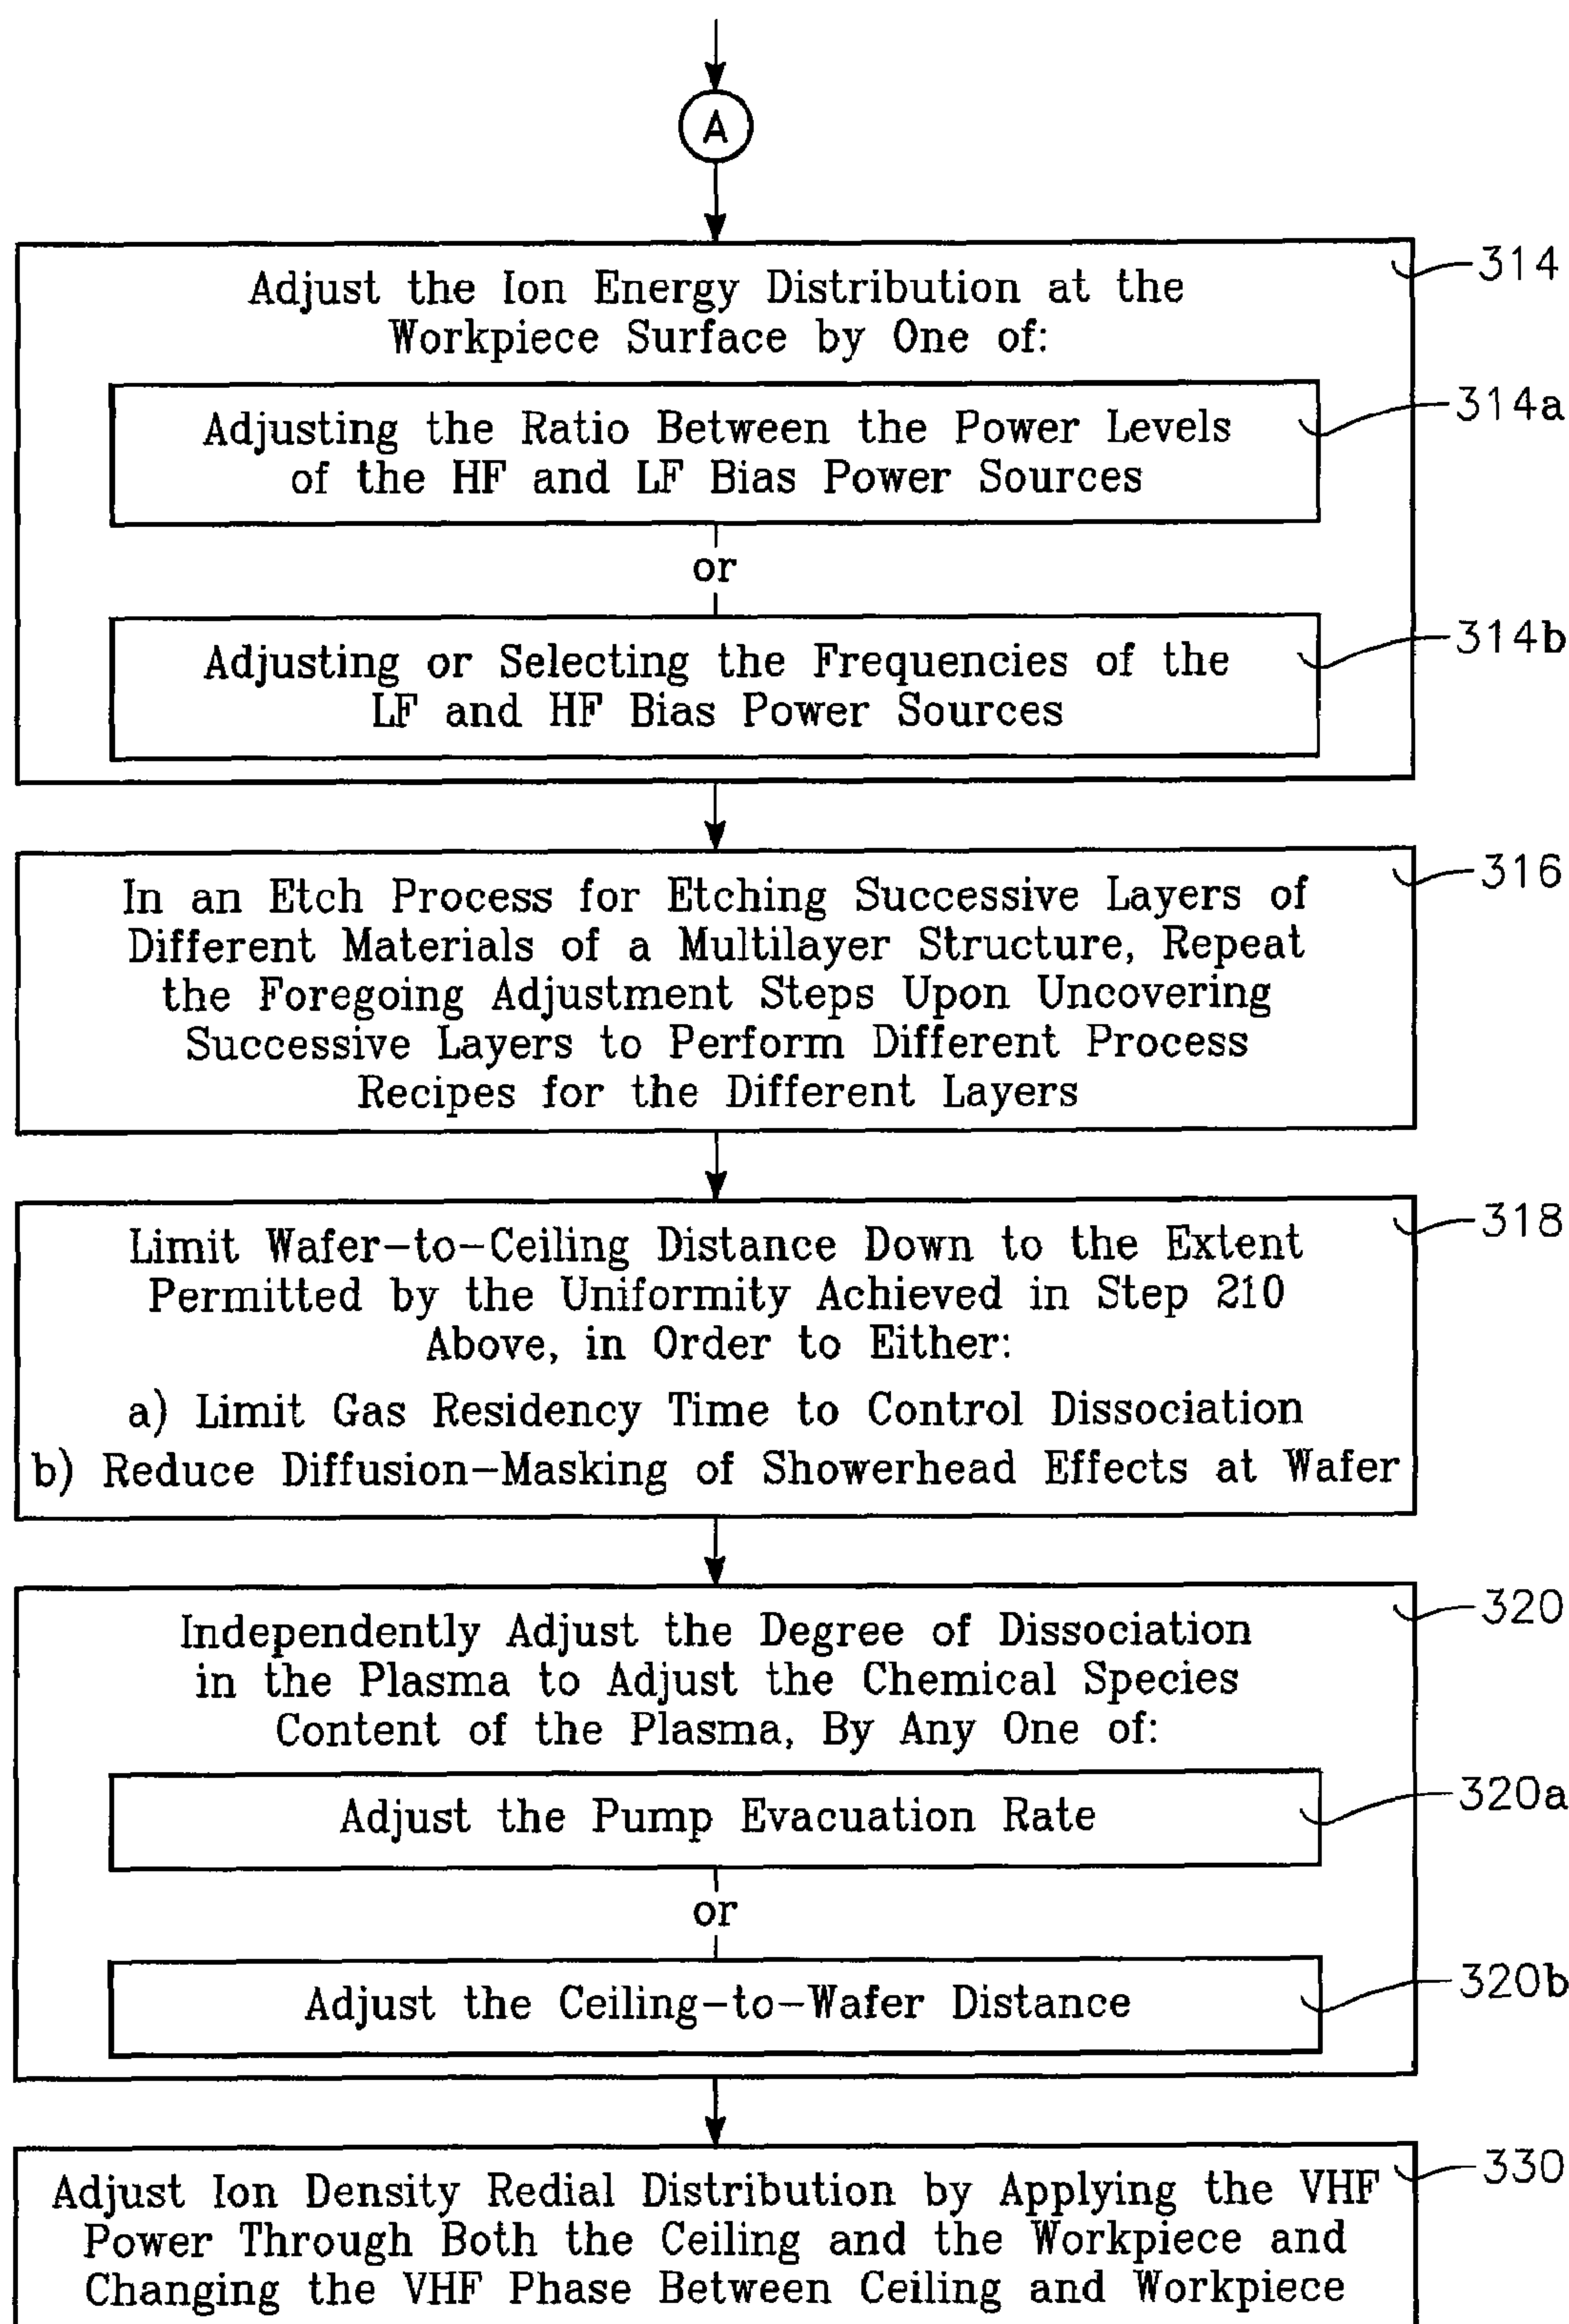 A
314
Adjust the Ion Energy Distribution at the
Workpiece Surface by One of:
314a
Adjusting the Ratio Between the Power Levels
of the HF and LF Bias Power Sources
or
314b
Adjusting or Selecting the Frequencies of the
LF and HF Bias Power Sources
316
In an Etch Process for Etching Successive Layers of
Different Materials of a Multilayer Structure, Repeat
the Foregoing Adjustment Steps Upon Uncovering
Successive Layers to Perform Different Process
Recipes for the Different Layers
318
Limit Wafer-to-Ceiling Distance Down to the Extent
Permitted by the Uniformity Achieved in Step 210
Above, in Order to Either:
a) Limit Gas Residency Time to Control Dissociation
b) Reduce Diffusion-Masking of Showerhead Effects at Wafer
320
Independently Adjust the Degree of Dissociation
in the Plasma to Adjust the Chemical Species
Content of the Plasma, By Any One of:
320a
Adjust the Pump Evacuation Rate
or
320b
Adjust the Ceiling-to-Wafer Distance
330
Adjust Ion Density Redial Distribution by Applying the VHF
Power Through Both the Ceiling and the Workpiece and
Changing the VHF Phase Between Ceiling and Workpiece